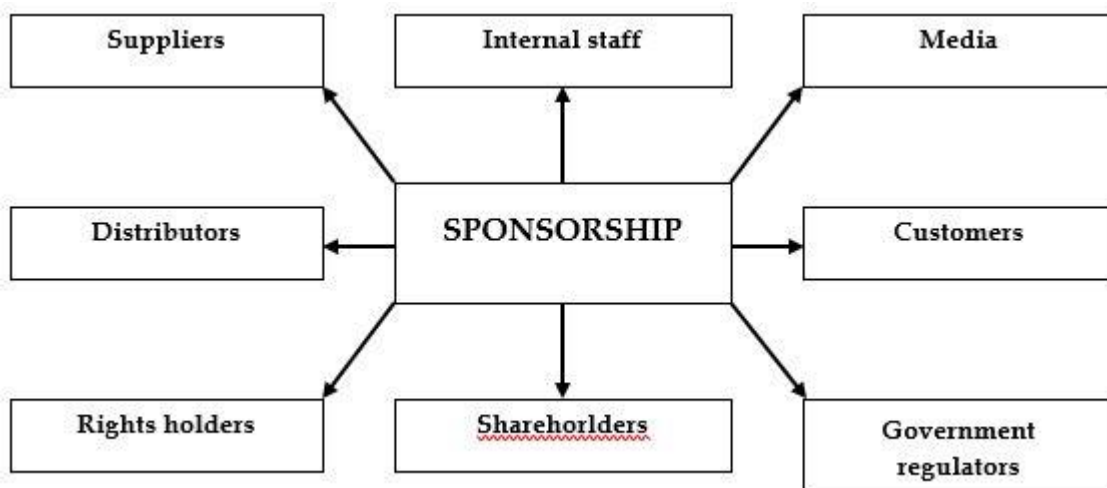 Suppliers
Internal staff
Media
Distributors
SPONSORSHIP
Customers
Rights holders
Sharehorlders
Government
regulators